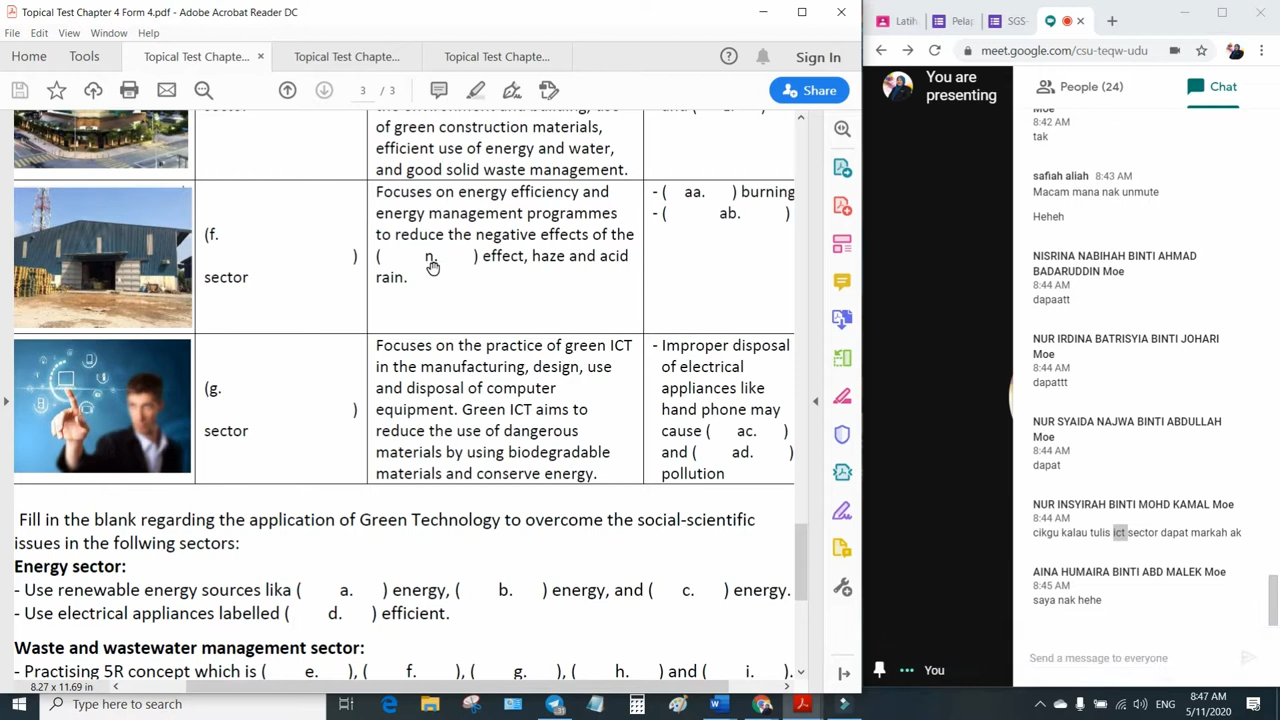 Topical Test Chapter 4 Form 4.pdf - Adobe Acrobat Reader DC
File Edit View Window Help
Home Tools Topical Test Chapte... × Topical Test Chapte... Topical Test Chapte... Sign In
3 / 3 Share
of green construction materials,
efficient use of energy and water,
and good solid waste management.
(f.
)
sector
Focuses on energy efficiency and
energy management programmes
to reduce the negative effects of the
( n. ) effect, haze and acid
rain.
- ( aa. ) burning
- ( ab. )
(g.
)
sector
Focuses on the practice of green ICT
in the manufacturing, design, use
and disposal of computer
equipment. Green ICT aims to
reduce the use of dangerous
materials by using biodegradable
materials and conserve energy.
- Improper disposal
of electrical
appliances like
hand phone may
cause ( ac. )
and ( ad. )
pollution
Fill in the blank regarding the application of Green Technology to overcome the social-scientific
issues in the follwing sectors:
Energy sector:
- Use renewable energy sources lika ( a. ) energy, ( b. ) energy, and ( c. ) energy.
- Use electrical appliances labelled ( d. ) efficient.
Waste and wastewater management sector:
- Practising 5R concept which is ( e. ), ( f. ), ( g. ), ( h. ) and ( i. ).
8.27 x 11.69 in
Latih Pelaj SGS- ×
meet.google.com/csu-teqw-udu
You are
presenting
People (24) Chat
Moe
8:42 AM
tak
safiah aliah 8:43 AM
Macam mana nak unmute
Heheh
NISRINA NABIHAH BINTI AHMAD
BADARUDDIN Moe
8:44 AM
dapaatt
NUR IRDINA BATRISYIA BINTI JOHARI
Moe
8:44 AM
dapattt
NUR SYAIDA NAJWA BINTI ABDULLAH
Moe
8:44 AM
dapat
NUR INSYIRAH BINTI MOHD KAMAL Moe
8:44 AM
cikgu kalau tulis ict sector dapat markah ak
AINA HUMAIRA BINTI ABD MALEK Moe
8:45 AM
saya nak hehe
Send a message to everyone
You
Type here to search
ENG
8:47 AM
5/11/2020